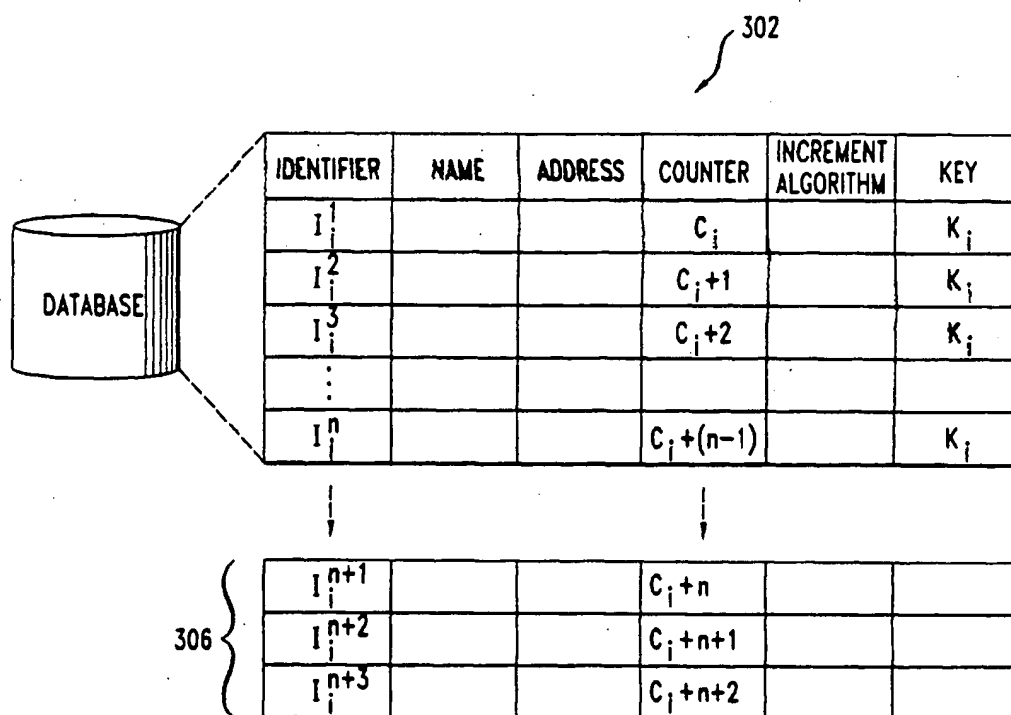 302
IDENTIFIER NAME ADDRESS COUNTER INCREMENT ALGORITHM KEY
I_i^1 C_i K_i
I_i^2 C_i+1 K_i
DATABASE
I_i^3 C_i+2 K_i
⋮
I_i^n C_i+(n-1) K_i
I_i^{n+1} C_i+n
306
I_i^{n+2} C_i+n+1
I_i^{n+3} C_i+n+2